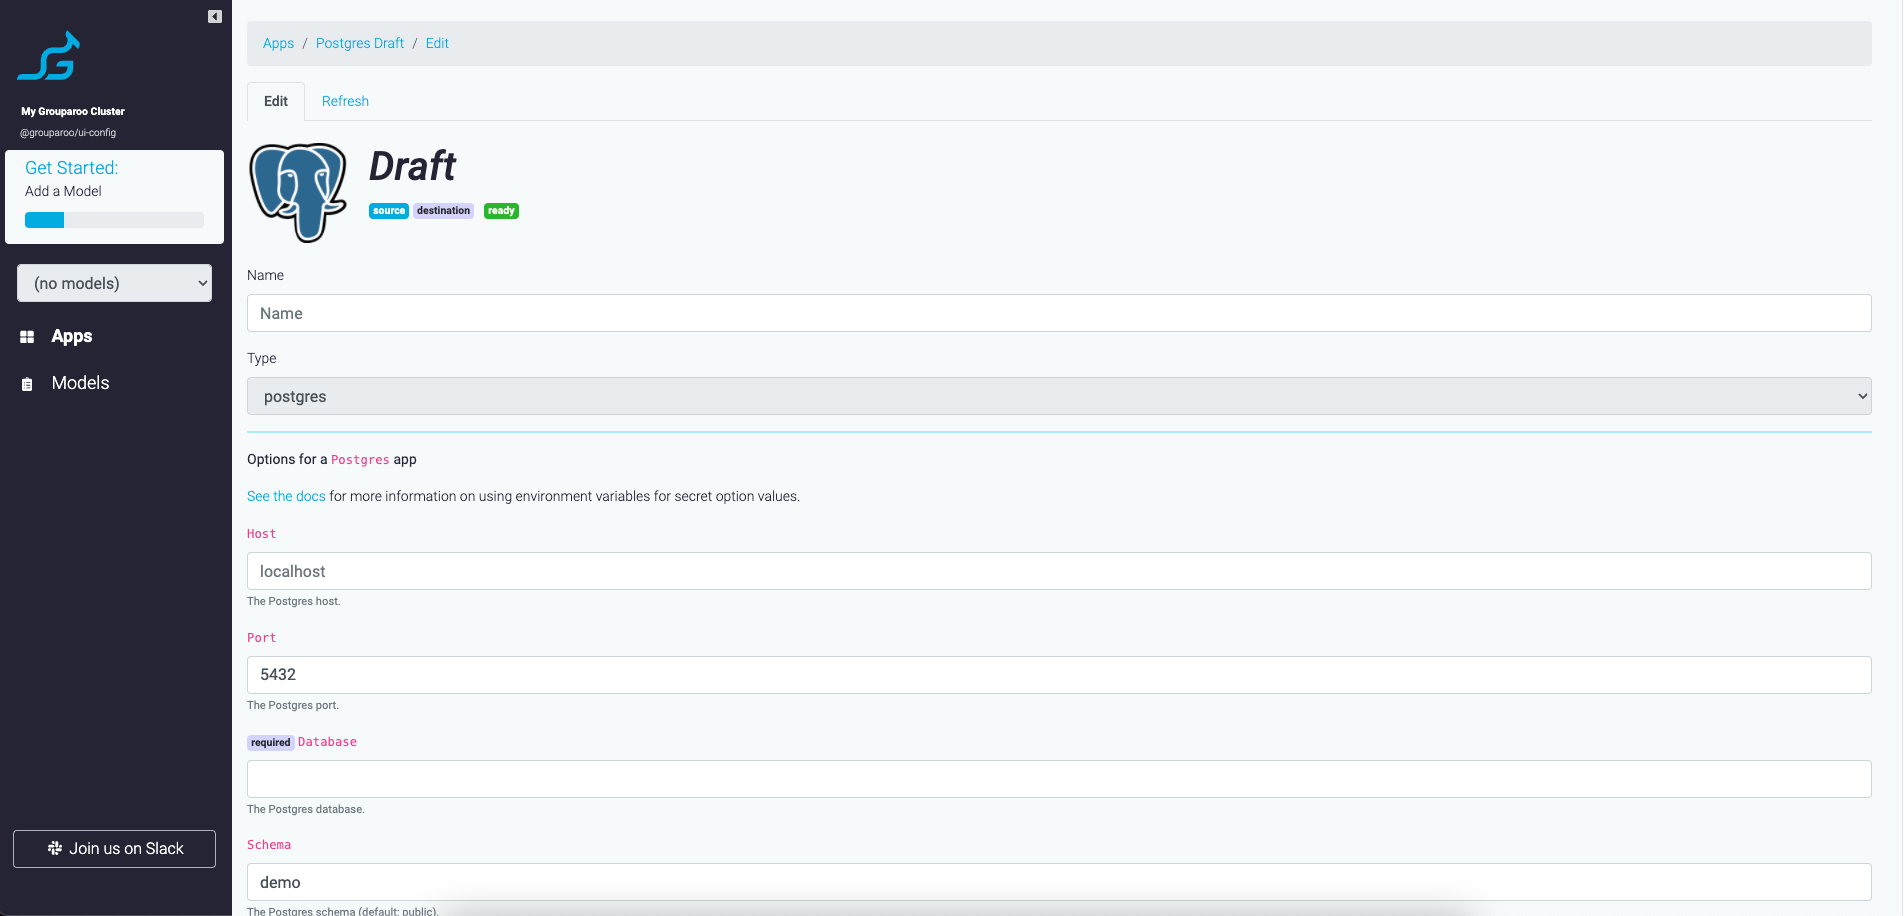 My Grouparoo Cluster
@grouparoo/ui-config
Get Started:
Add a Model
(no models)
Apps
Models
Join us on Slack
Apps / Postgres Draft / Edit
Edit Refresh
Draft
source destination ready
Name
Name
Type
postgres
Options for a Postgres app
See the docs for more information on using environment variables for secret option values.
Host
localhost
The Postgres host.
Port
5432
The Postgres port.
required Database
The Postgres database.
Schema
demo
The Postgres schema (default: public).